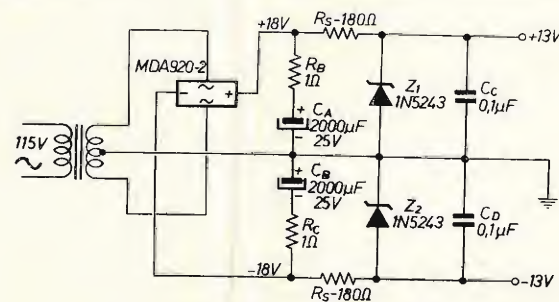 +18V
RS-180Ω
+13V
MDA920-2
RB
1Ω
Z1
1N5243
CC
0,1µF
+
CA
2000µF
25V
-
115V
+
CB
2000µF
25V
-
Z2
1N5243
CD
0,1µF
RC
1Ω
-18V
RS-180Ω
-13V